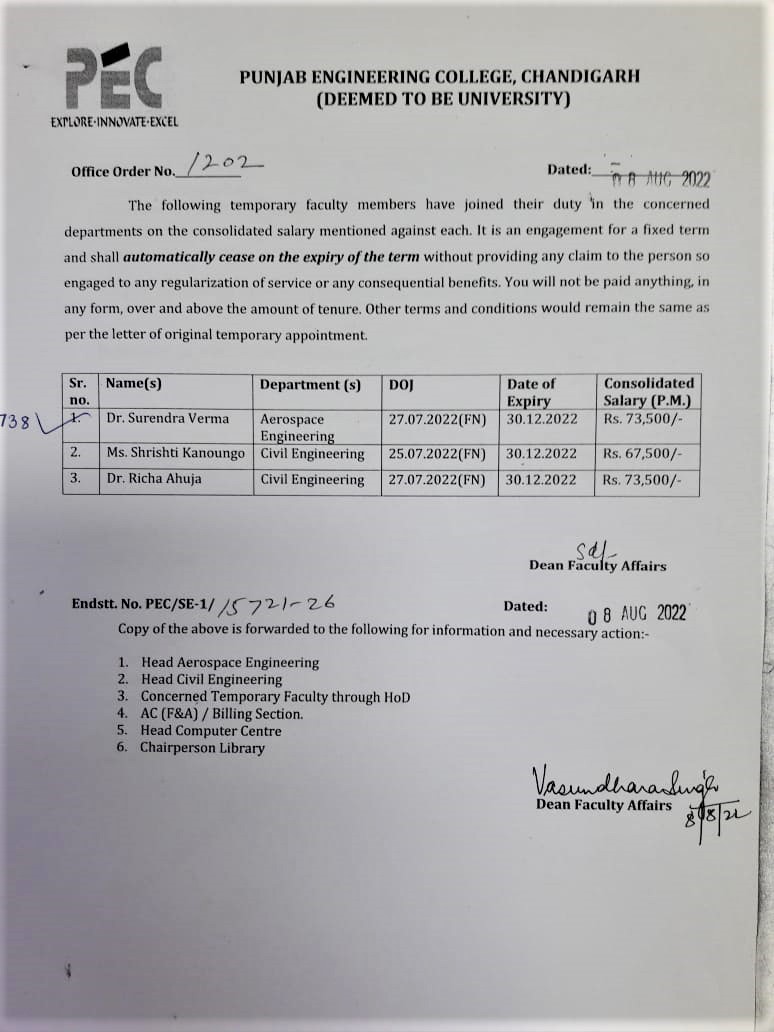 PEC
EXPLORE·INNOVATE·EXCEL
PUNJAB ENGINEERING COLLEGE, CHANDIGARH
(DEEMED TO BE UNIVERSITY)
Office Order No. /202
Dated: 08 AUG 2022
The following temporary faculty members have joined their duty in the concerned
departments on the consolidated salary mentioned against each. It is an engagement for a fixed term
and shall automatically cease on the expiry of the term without providing any claim to the person so
engaged to any regularization of service or any consequential benefits. You will not be paid anything, in
any form, over and above the amount of tenure. Other terms and conditions would remain the same as
per the letter of original temporary appointment.
Sr. no. Name(s) Department (s) DOJ Date of Expiry Consolidated Salary (P.M.)
738 1. Dr. Surendra Verma Aerospace Engineering 27.07.2022(FN) 30.12.2022 Rs. 73,500/-
2. Ms. Shrishti Kanoungo Civil Engineering 25.07.2022(FN) 30.12.2022 Rs. 67,500/-
3. Dr. Richa Ahuja Civil Engineering 27.07.2022(FN) 30.12.2022 Rs. 73,500/-
Sd/-
Dean Faculty Affairs
Endstt. No. PEC/SE-1/ 15721-26
Dated: 08 AUG 2022
Copy of the above is forwarded to the following for information and necessary action:-
1. Head Aerospace Engineering
2. Head Civil Engineering
3. Concerned Temporary Faculty through HoD
4. AC (F&A) / Billing Section.
5. Head Computer Centre
6. Chairperson Library
Vasundhara Singh
Dean Faculty Affairs
8/8/22